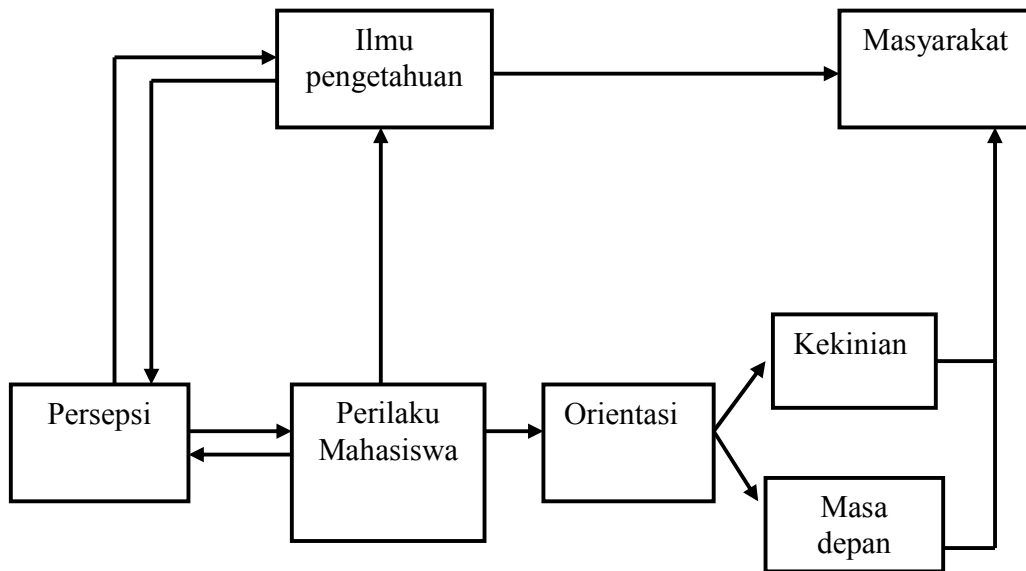 Ilmu
pengetahuan
Masyarakat
Kekinian
Persepsi
Perilaku
Mahasiswa
Orientasi
Masa
depan